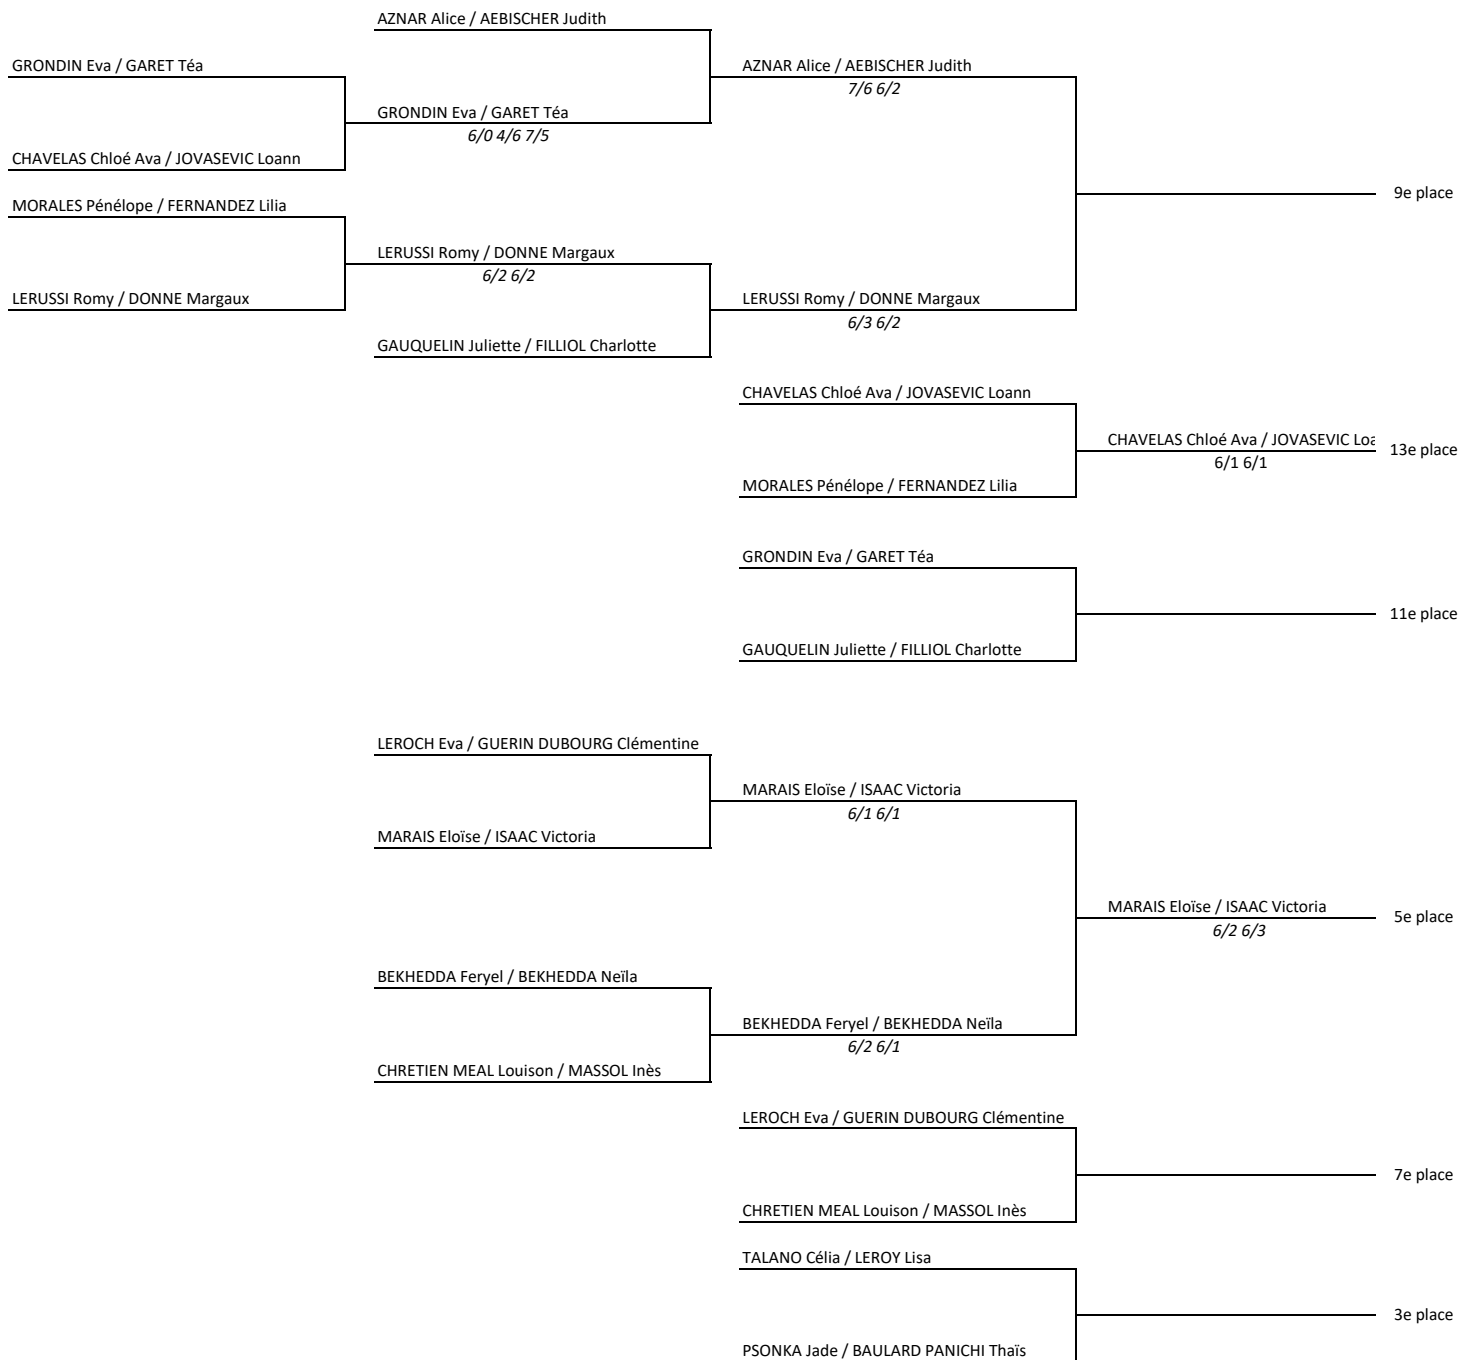 AZNAR Alice / AEBISCHER Judith
GRONDIN Eva / GARET Téa
AZNAR Alice / AEBISCHER Judith
7/6 6/2
GRONDIN Eva / GARET Téa
6/0 4/6 7/5
CHAVELAS Chloé Ava / JOVASEVIC Loann
9e place
MORALES Pénélope / FERNANDEZ Lilia
LERUSSI Romy / DONNE Margaux
6/2 6/2
LERUSSI Romy / DONNE Margaux
LERUSSI Romy / DONNE Margaux
6/3 6/2
GAUQUELIN Juliette / FILLIOL Charlotte
CHAVELAS Chloé Ava / JOVASEVIC Loann
CHAVELAS Chloé Ava / JOVASEVIC Loa
13e place
6/1 6/1
MORALES Pénélope / FERNANDEZ Lilia
GRONDIN Eva / GARET Téa
11e place
GAUQUELIN Juliette / FILLIOL Charlotte
LEROCH Eva / GUERIN DUBOURG Clémentine
MARAIS Eloïse / ISAAC Victoria
6/1 6/1
MARAIS Eloïse / ISAAC Victoria
MARAIS Eloïse / ISAAC Victoria
5e place
6/2 6/3
BEKHEDDA Feryel / BEKHEDDA Neïla
BEKHEDDA Feryel / BEKHEDDA Neïla
6/2 6/1
CHRETIEN MEAL Louison / MASSOL Inès
LEROCH Eva / GUERIN DUBOURG Clémentine
7e place
CHRETIEN MEAL Louison / MASSOL Inès
TALANO Célia / LEROY Lisa
3e place
PSONKA Jade / BAULARD PANICHI Thaïs